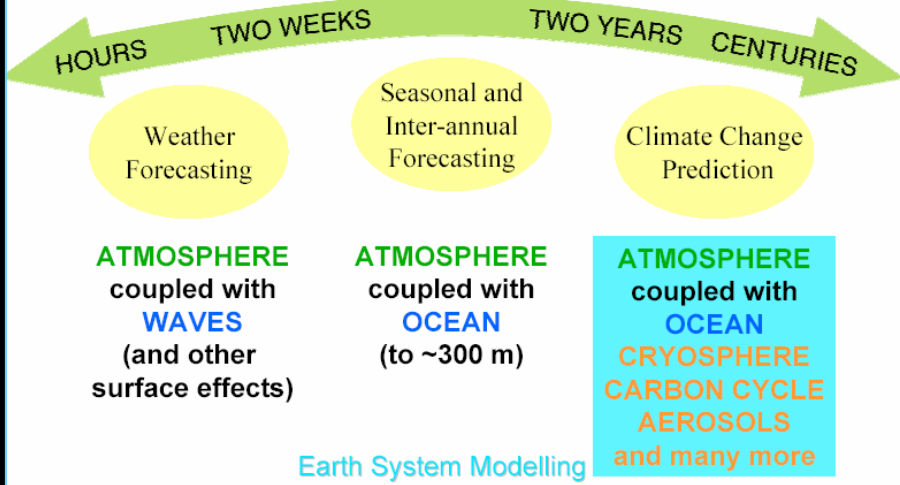 HOURS
TWO WEEKS
TWO YEARS
CENTURIES
Weather
Forecasting
Seasonal and
Inter-annual
Forecasting
Climate Change
Prediction
ATMOSPHERE
coupled with
WAVES
(and other
surface effects)
ATMOSPHERE
coupled with
OCEAN
(to ~300 m)
ATMOSPHERE
coupled with
OCEAN
CRYOSPHERE
CARBON CYCLE
AEROSOLS
and many more
Earth System Modelling